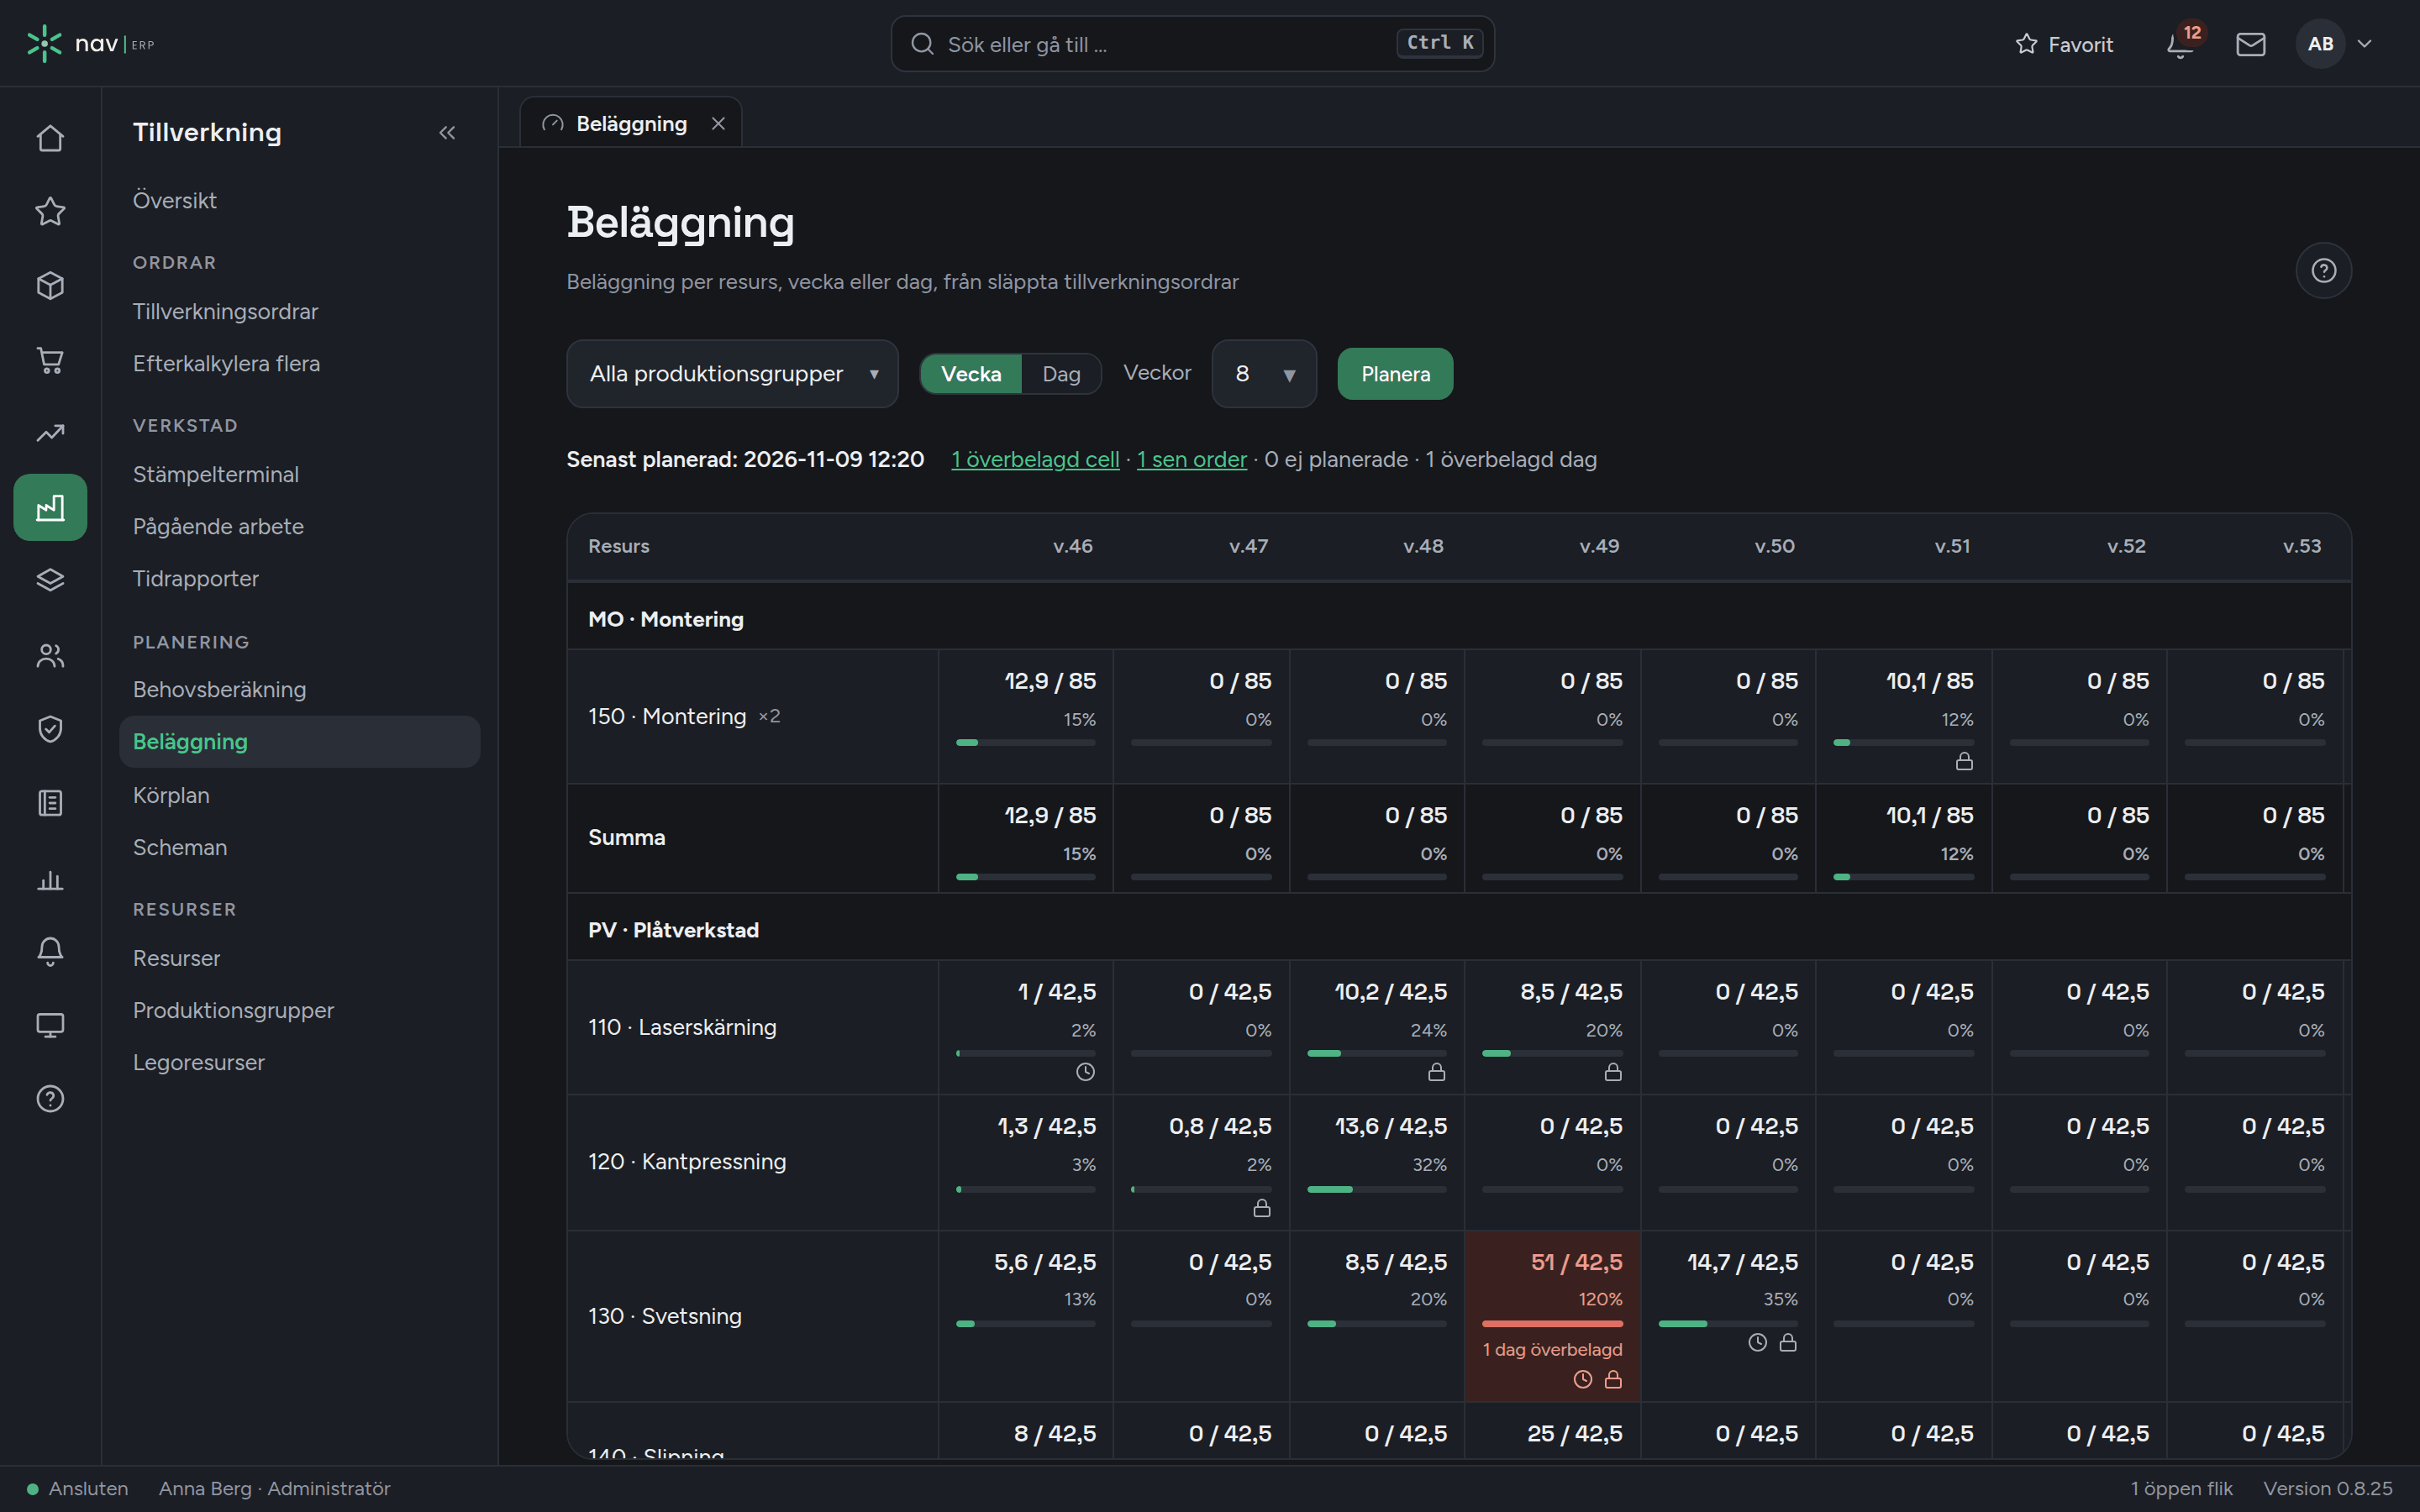 nav | ERP
Sök eller gå till ...
Ctrl K
Favorit
12
AB
Tillverkning
Översikt
ORDRAR
Tillverkningsordrar
Efterkalkylera flera
VERKSTAD
Stämpelterminal
Pågående arbete
Tidrapporter
PLANERING
Behovsberäkning
Beläggning
Körplan
Scheman
RESURSER
Resurser
Produktionsgrupper
Legoresurser
Beläggning
Beläggning
Beläggning per resurs, vecka eller dag, från släppta tillverkningsordrar
Alla produktionsgrupper Vecka Dag Veckor 8 Planera
Senast planerad: 2026-11-09 12:20 1 överbelagd cell · 1 sen order · 0 ej planerade · 1 överbelagd dag
Resurs v.46 v.47 v.48 v.49 v.50 v.51 v.52 v.53
MO · Montering
150 · Montering ×2
12,9 / 85 0 / 85 0 / 85 0 / 85 0 / 85 10,1 / 85 0 / 85 0 / 85
15% 0% 0% 0% 0% 12% 0% 0%
Summa
12,9 / 85 0 / 85 0 / 85 0 / 85 0 / 85 10,1 / 85 0 / 85 0 / 85
15% 0% 0% 0% 0% 12% 0% 0%
PV · Plåtverkstad
110 · Laserskärning
1 / 42,5 0 / 42,5 10,2 / 42,5 8,5 / 42,5 0 / 42,5 0 / 42,5 0 / 42,5 0 / 42,5
2% 0% 24% 20% 0% 0% 0% 0%
120 · Kantpressning
1,3 / 42,5 0,8 / 42,5 13,6 / 42,5 0 / 42,5 0 / 42,5 0 / 42,5 0 / 42,5 0 / 42,5
3% 2% 32% 0% 0% 0% 0% 0%
130 · Svetsning
5,6 / 42,5 0 / 42,5 8,5 / 42,5 51 / 42,5 14,7 / 42,5 0 / 42,5 0 / 42,5 0 / 42,5
13% 0% 20% 120% 35% 0% 0% 0%
1 dag överbelagd
140 · Slipning
8 / 42,5 0 / 42,5 0 / 42,5 25 / 42,5 0 / 42,5 0 / 42,5 0 / 42,5 0 / 42,5
Ansluten Anna Berg · Administratör 1 öppen flik Version 0.8.25